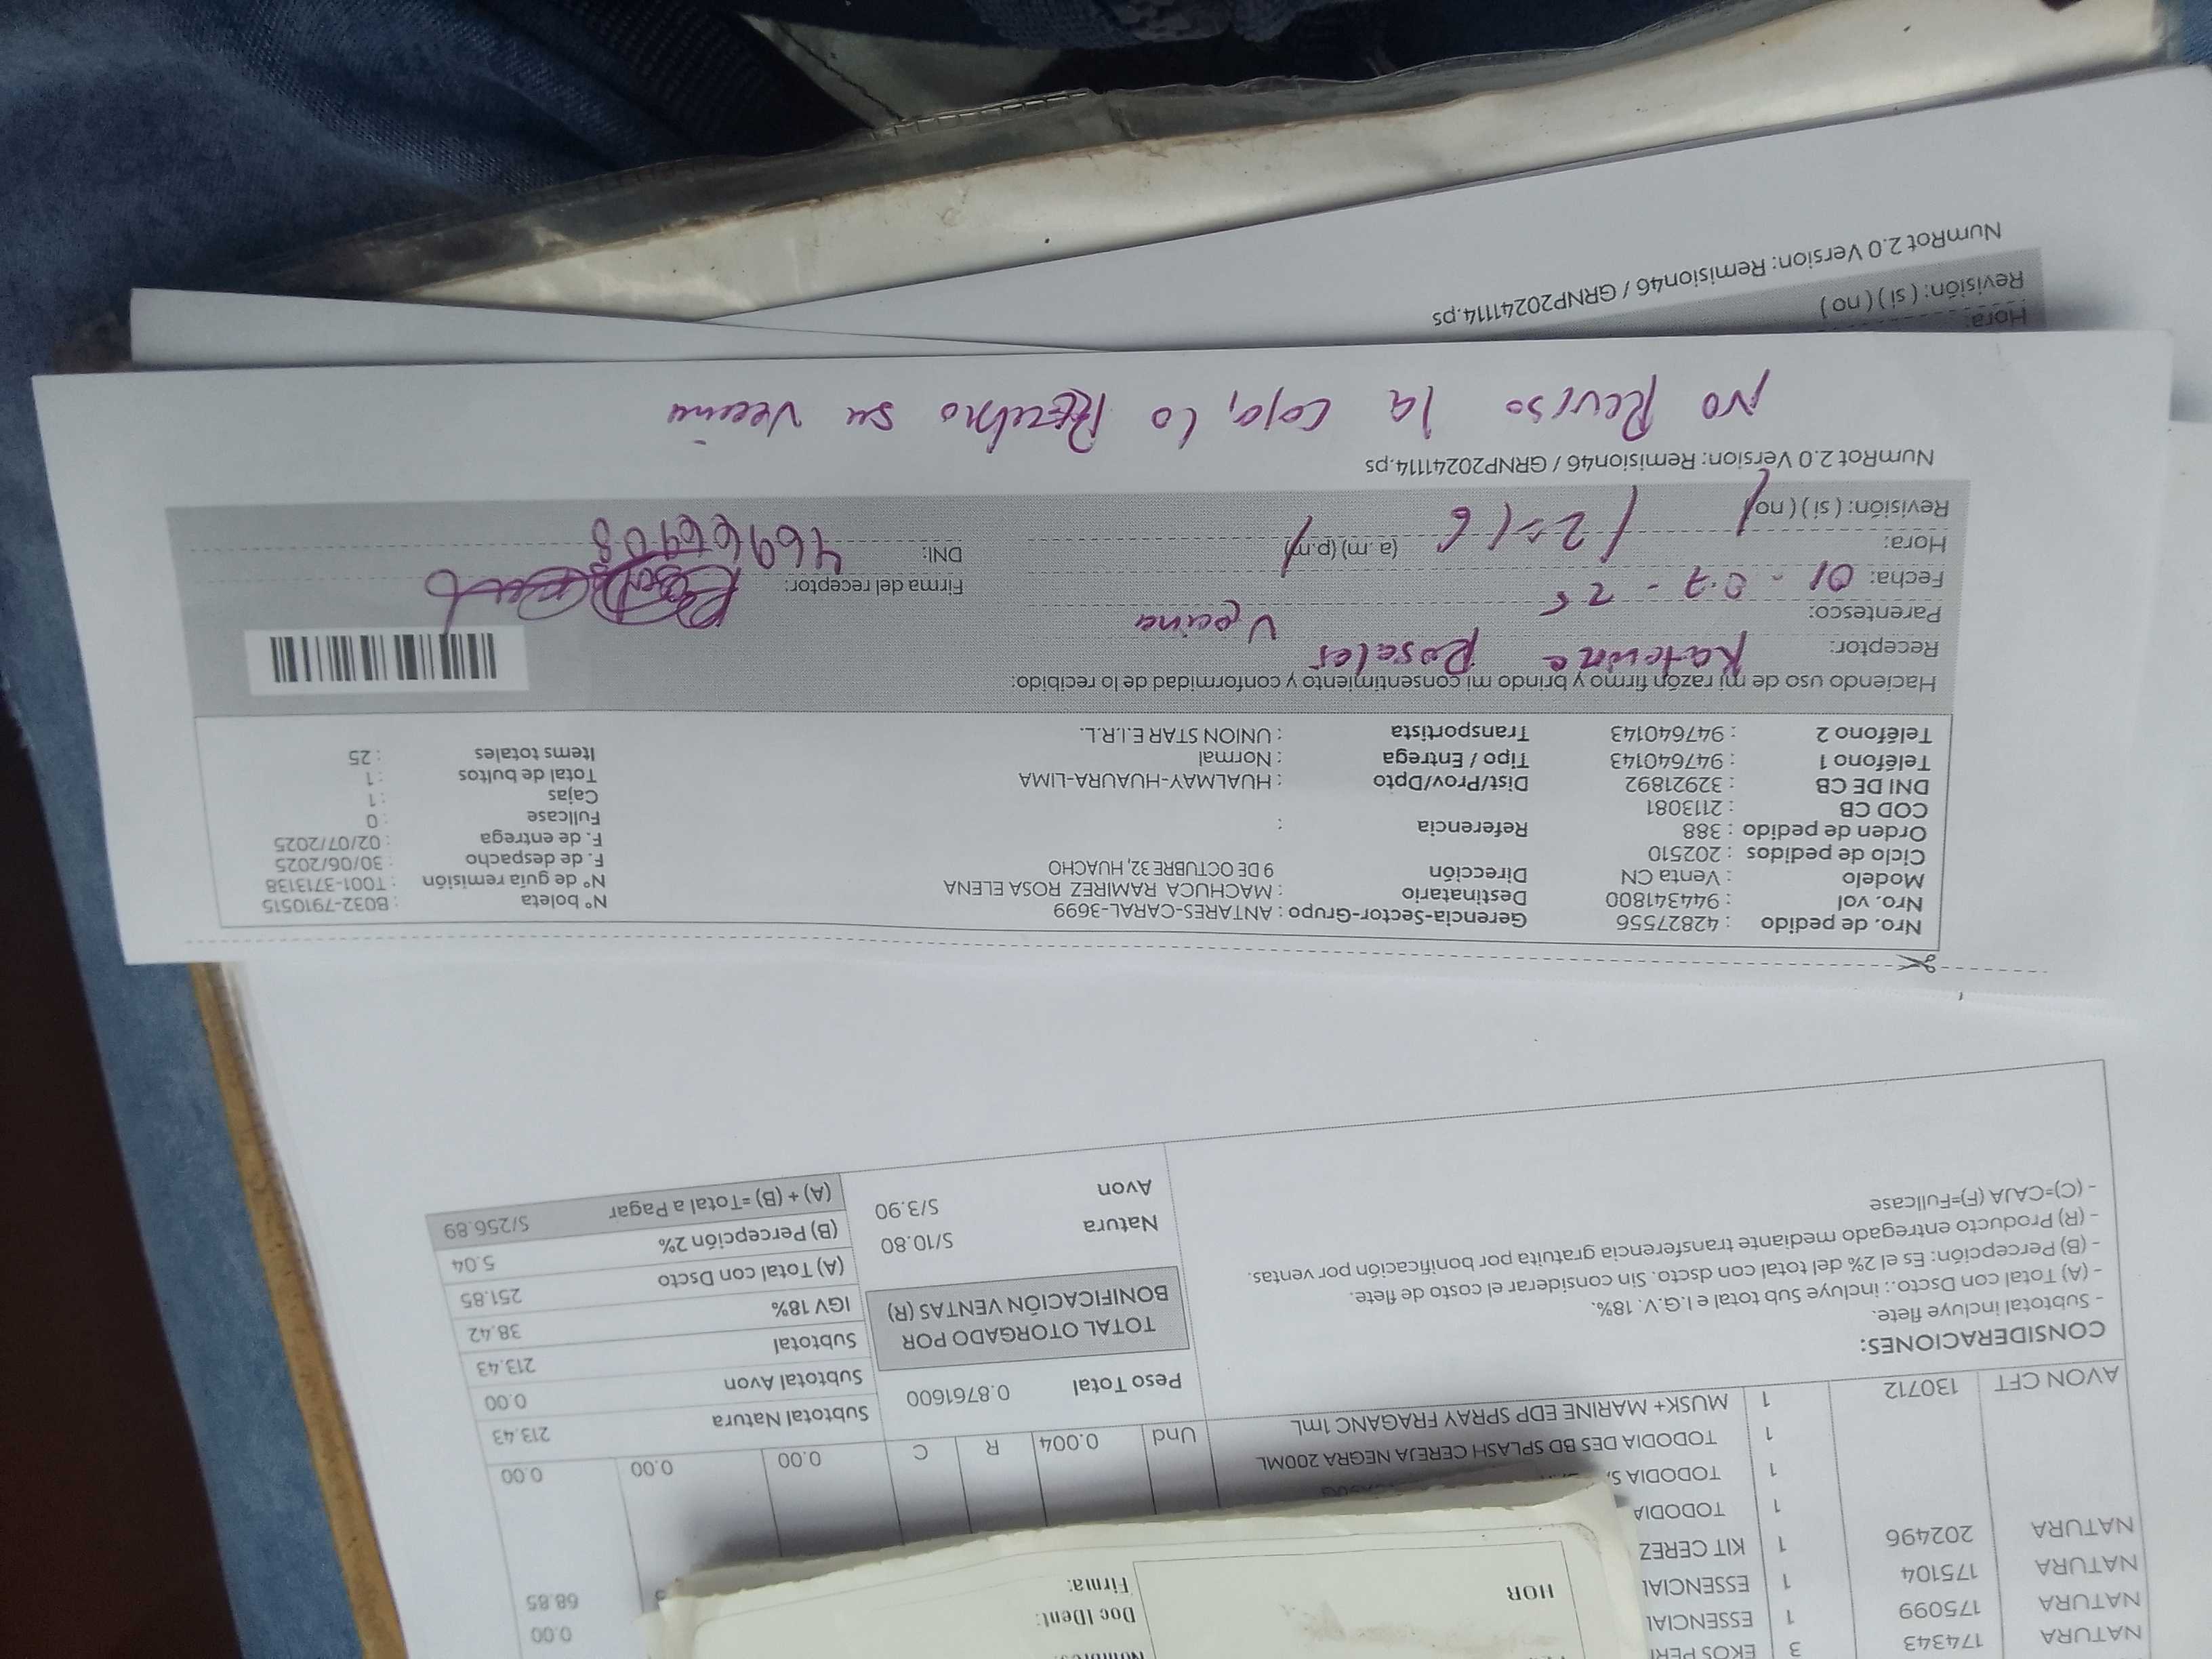 NATURA 174343 3 EKOS PER
NATURA 175099 1 ESSENCIAL 0.00
NATURA 175104 1 ESSENCIAL 68.85
NATURA 202496 1 KIT CEREZ
1 TODODIA
1 TODODIA
1 TODODIA DES BD SPLASH CEREJA NEGRA 200ML
AVON CFT 130712 1 MUSK+ MARINE EDP SPRAY FRAGANC 1mL Und 0.004 R C 0.00 0.00 0.00
HOR
Doc IDent:
Firma:
CONSIDERACIONES:
- Subtotal incluye flete.
- (A) Total con Dscto.: incluye Sub total e I.G.V. 18%.
- (B) Percepción: Es el 2% del total con dscto. Sin considerar el costo de flete.
- (R) Producto entregado mediante transferencia gratuita por bonificación por ventas.
- (C)=CAJA (F)=Fullcase
Peso Total 0.8761600
TOTAL OTORGADO POR
BONIFICACIÓN VENTAS (R)
Natura S/10.80
Avon S/3.90
Subtotal Natura 213.43
Subtotal Avon 0.00
Subtotal 213.43
IGV 18% 38.42
(A) Total con Dscto 251.85
(B) Percepción 2% 5.04
(A) + (B) =Total a Pagar S/256.89
Nro. de pedido : 42827556 Gerencia-Sector-Grupo : ANTARES-CARAL-3699 N° boleta : B032-7910515
Nro. vol : 944341800 Destinatario : MACHUCA RAMIREZ ROSA ELENA N° de guía remisión : T001-3713138
Modelo : Venta CN Dirección 9 DE OCTUBRE 32, HUACHO F. de despacho : 30/06/2025
Ciclo de pedidos : 202510 F. de entrega : 02/07/2025
Orden de pedido : 388 Referencia : Fullcase : 0
COD CB : 2113081 Cajas : 1
DNI DE CB : 32921892 Dist/Prov/Dpto : HUALMAY-HUAURA-LIMA Total de bultos : 1
Teléfono 1 : 947640143 Tipo / Entrega : Normal Items totales : 25
Teléfono 2 : 947640143 Transportista : UNION STAR E.I.R.L.
Haciendo uso de mi razón firmo y brindo mi consentimiento y conformidad de lo recibido:
Receptor: Katerine Rosales
Parentesco: Vecina
Fecha: 01 - 07 - 25 Firma del receptor:
Hora: 12:16 (a.m) (p.m) DNI: 46966908
Revisión: ( si ) ( no )
NumRot 2.0 Version: Remision46 / GRNP20241114.ps
NO Reviso la caja, lo Recibio su vecina
Hora:
Revisión: ( si ) ( no )
NumRot 2.0 Version: Remision46 / GRNP20241114.ps